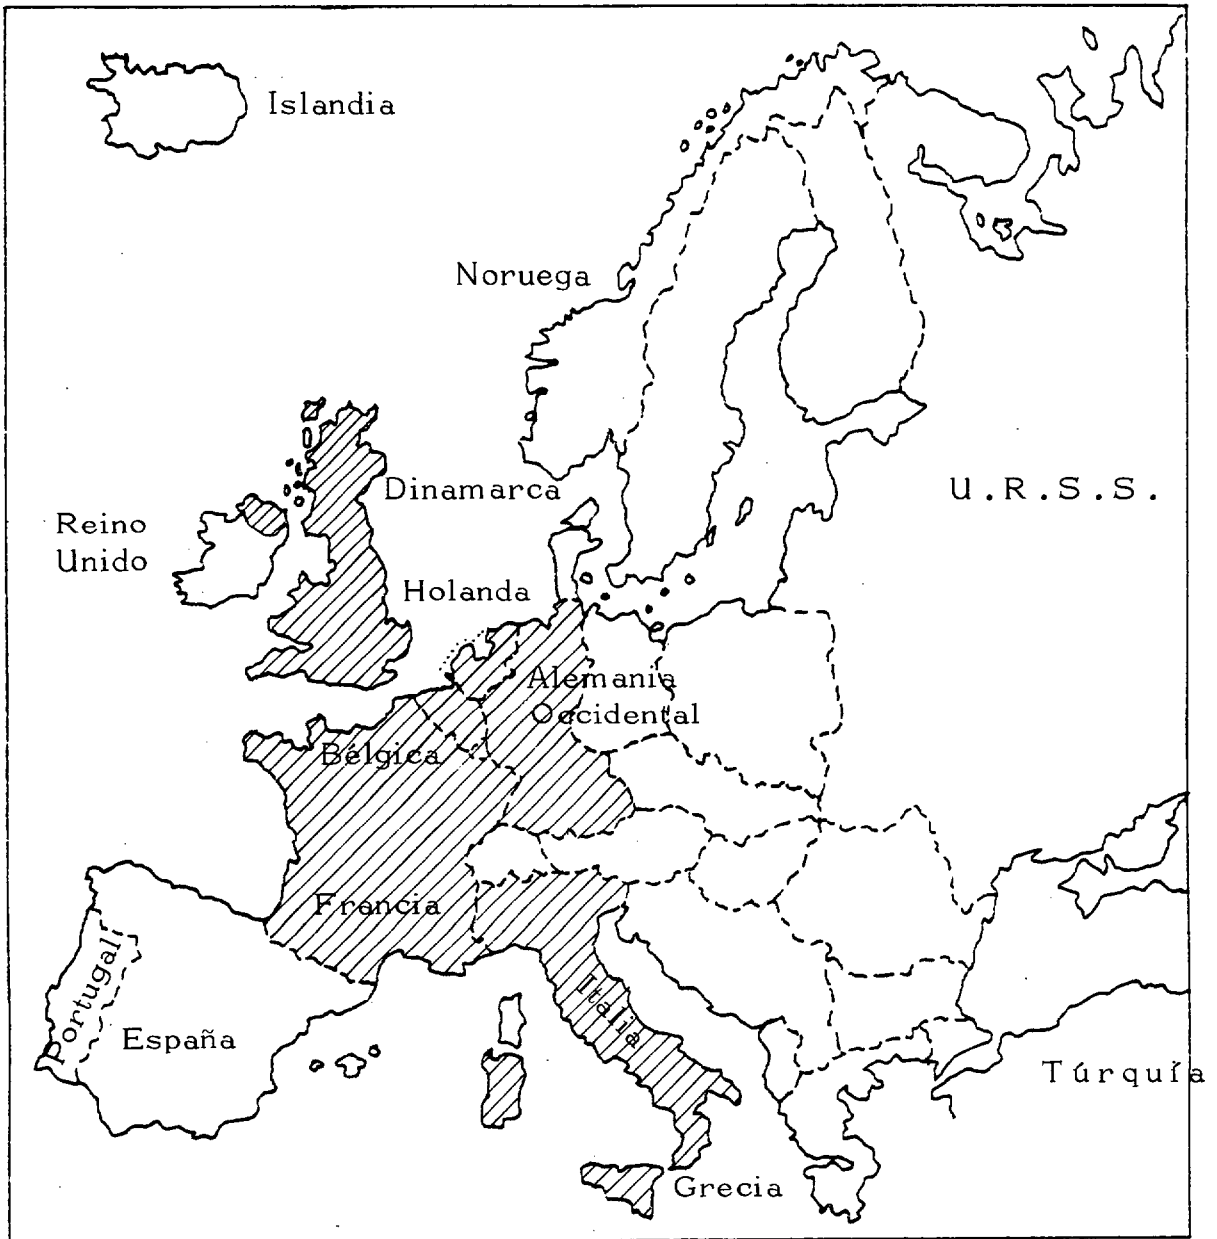 Islandia
Noruega
Dinamarca
U.R.S.S.
Reino
Unido
Holanda
Alemania
Occidental
Bélgica
Francia
Portugal
España
Italia
Túrquía
Grecia